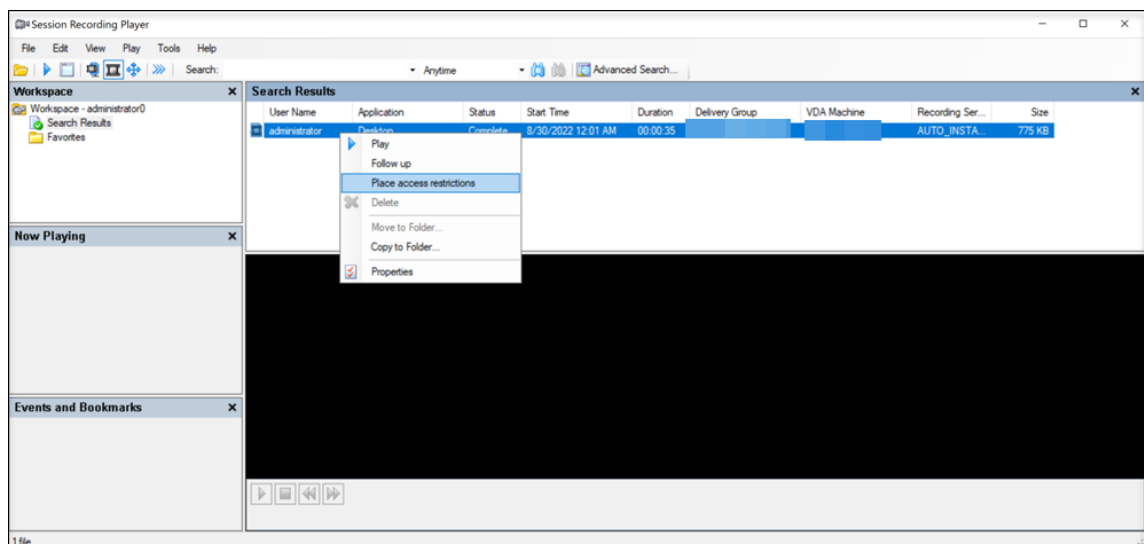 Session Recording Player
File Edit View Play Tools Help
Search: Anytime Advanced Search...
Workspace
Workspace - administrator0
Search Results
Favorites
Search Results
User Name Application Status Start Time Duration Delivery Group VDA Machine Recording Ser... Size
administrator Desktop Complete 8/30/2022 12:01 AM 00:00:35 AUTO_INSTA... 775 KB
Play
Follow up
Place access restrictions
Delete
Move to Folder...
Copy to Folder...
Properties
Now Playing
Events and Bookmarks
1 file